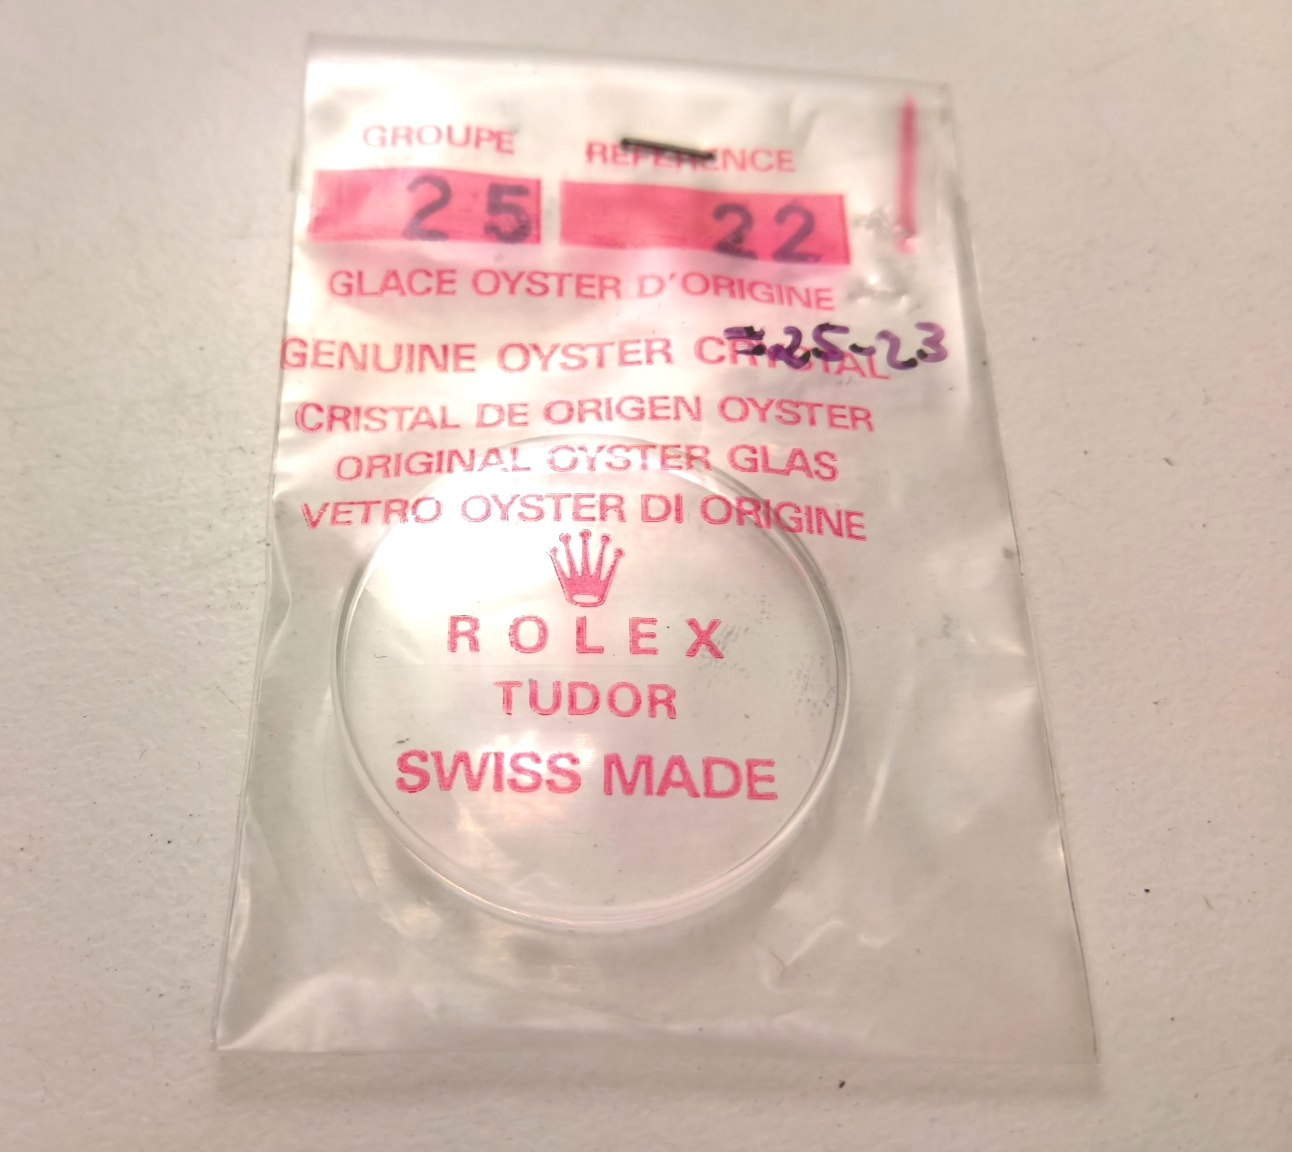 GROUPE REFERENCE
25 22
GLACE OYSTER D'ORIGINE
GENUINE OYSTER CRYSTAL
=25-23
CRISTAL DE ORIGEN OYSTER
ORIGINAL OYSTER GLAS
VETRO OYSTER DI ORIGINE
ROLEX
TUDOR
SWISS MADE